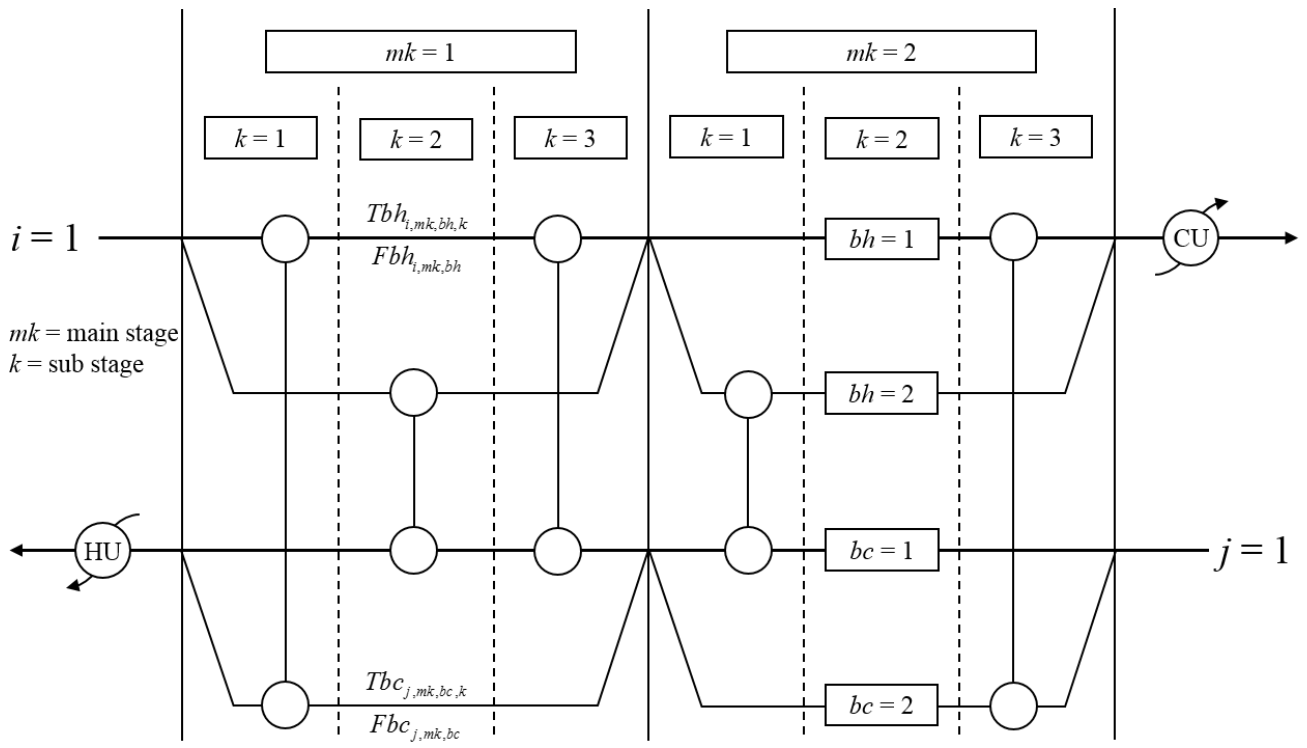 mk = 1
mk = 2
k = 1
k = 2
k = 3
k = 1
k = 2
k = 3
i = 1
Tbh_{i,mk,bh,k}
Fbh_{i,mk,bh}
bh = 1
CU
mk = main stage
k = sub stage
bh = 2
HU
bc = 1
j = 1
Tbc_{j,mk,bc,k}
Fbc_{j,mk,bc}
bc = 2